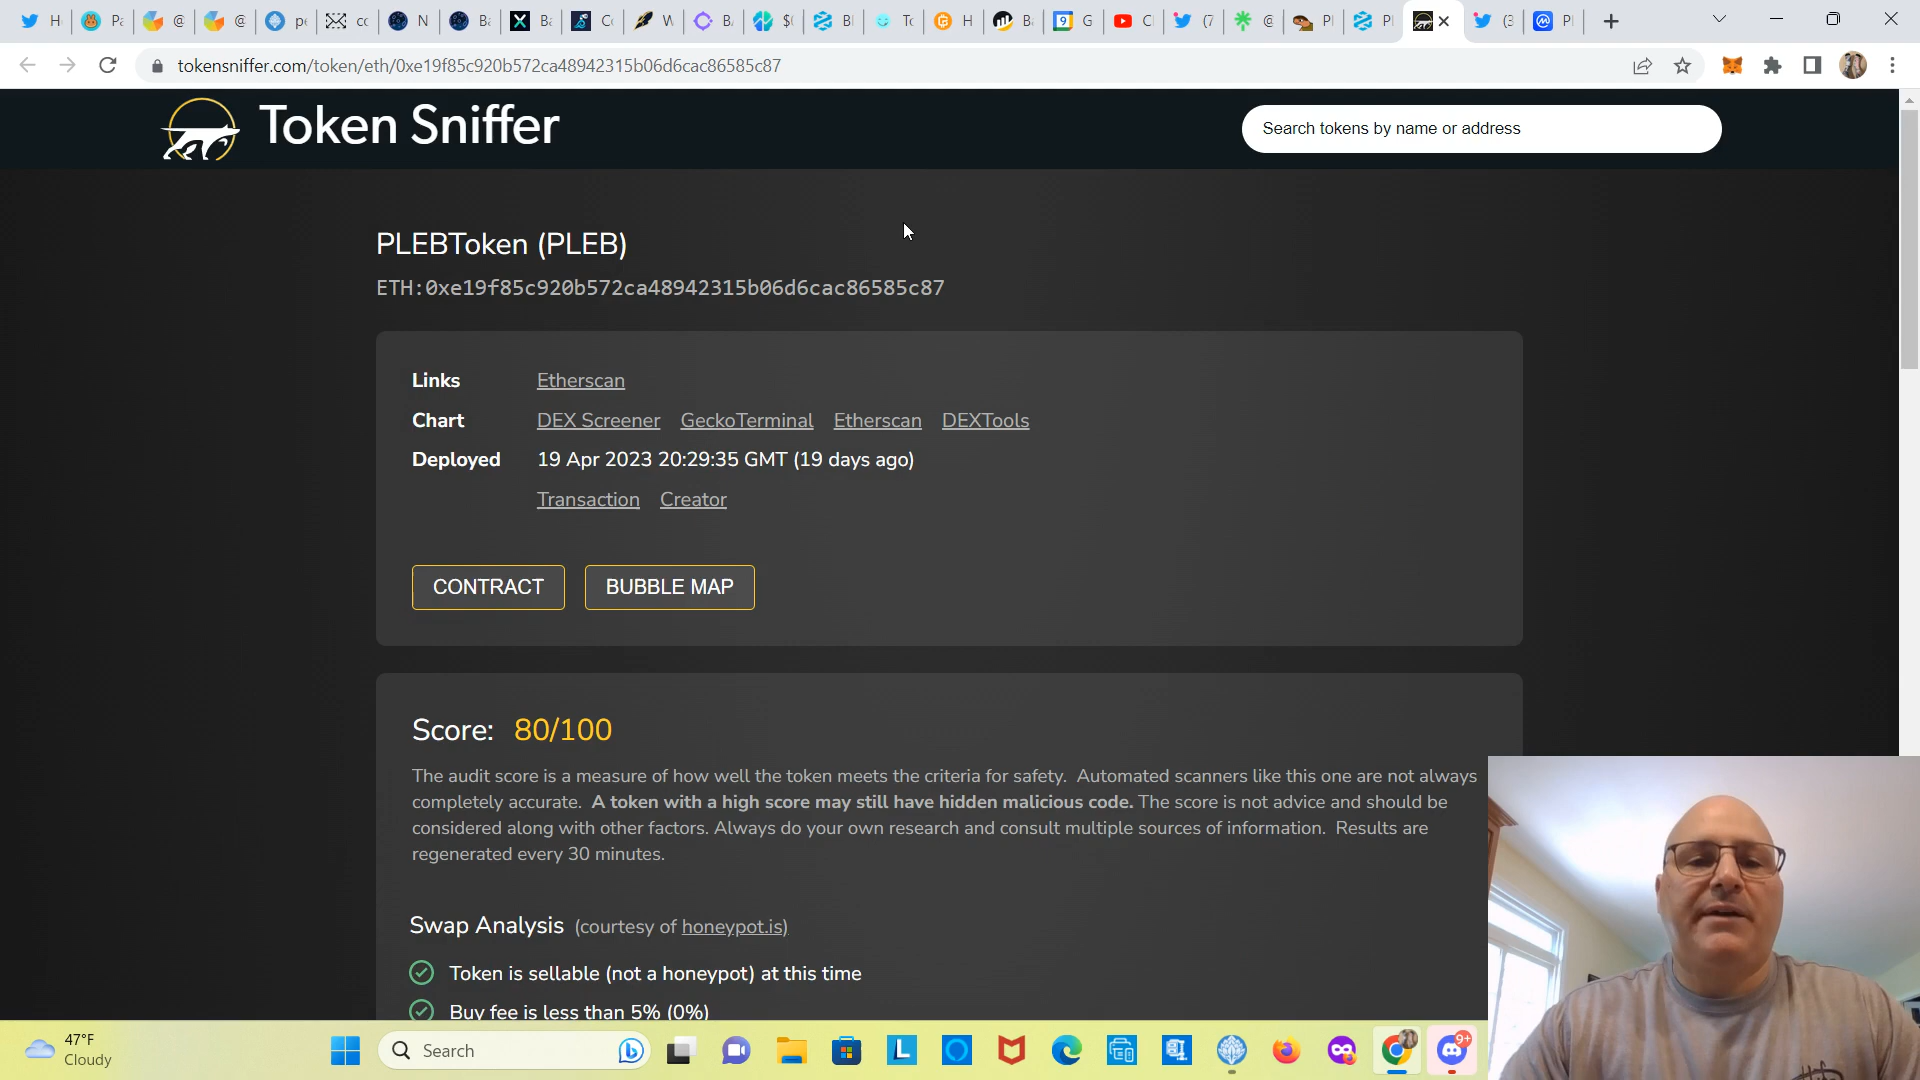 tokensniffer.com/token/eth/0xe19f85c920b572ca48942315b06d6cac86585c87
Token Sniffer
Search tokens by name or address
PLEBToken (PLEB)
ETH:0xe19f85c920b572ca48942315b06d6cac86585c87
Links Etherscan
Chart DEX Screener GeckoTerminal Etherscan DEXTools
Deployed 19 Apr 2023 20:29:35 GMT (19 days ago)
Transaction Creator
CONTRACT BUBBLE MAP
Score: 80/100
The audit score is a measure of how well the token meets the criteria for safety. Automated scanners like this one are not always
completely accurate. A token with a high score may still have hidden malicious code. The score is not advice and should be
considered along with other factors. Always do your own research and consult multiple sources of information. Results are
regenerated every 30 minutes.
Swap Analysis (courtesy of honeypot.is)
Token is sellable (not a honeypot) at this time
Buy fee is less than 5% (0%)
47°F
Cloudy
Search
9+